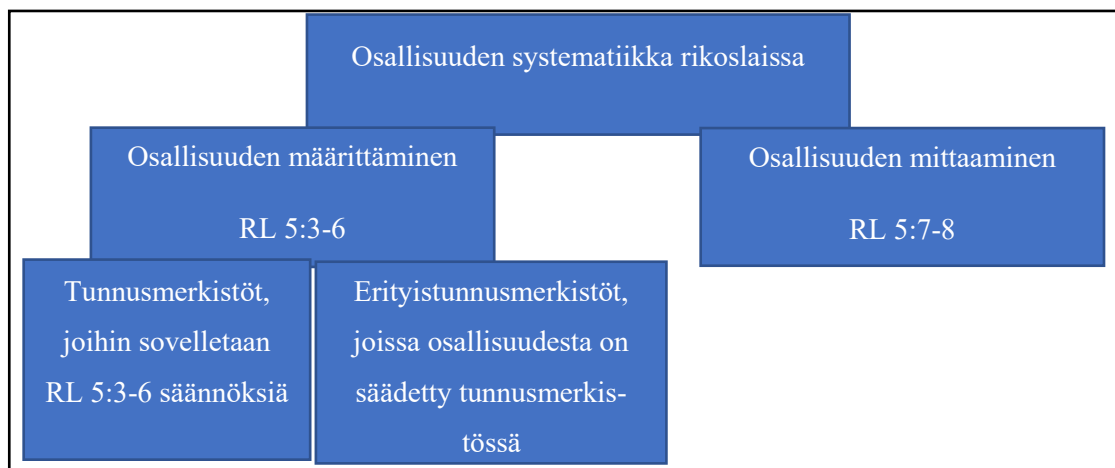 Osallisuuden systematiikka rikoslaissa
Osallisuuden määrittäminen
RL 5:3-6
Osallisuuden mittaaminen
RL 5:7-8
Tunnusmerkistöt,
joihin sovelletaan
RL 5:3-6 säännöksiä
Erityistunnusmerkistöt,
joissa osallisuudesta on
säädetty tunnusmerkis-
tössä